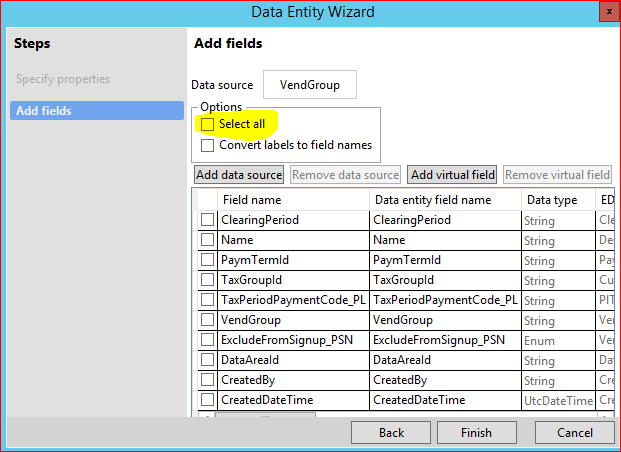 Data Entity Wizard
x
Steps
Specify properties
Add fields
Add fields
Data source VendGroup
Options
Select all
Convert labels to field names
Add data source Remove data source Add virtual field Remove virtual field
Field name Data entity field name Data type ED
ClearingPeriod ClearingPeriod String Cle
Name Name String De
PaymTermId PaymTermId String Pay
TaxGroupId TaxGroupId String Cu
TaxPeriodPaymentCode_PL TaxPeriodPaymentCode_PL String PIT
VendGroup VendGroup String Ve
ExcludeFromSignup_PSN ExcludeFromSignup_PSN Enum Ve
DataAreaId DataAreaId String Da
CreatedBy CreatedBy String Cre
CreatedDateTime CreatedDateTime UtcDateTime Cre
Back Finish Cancel